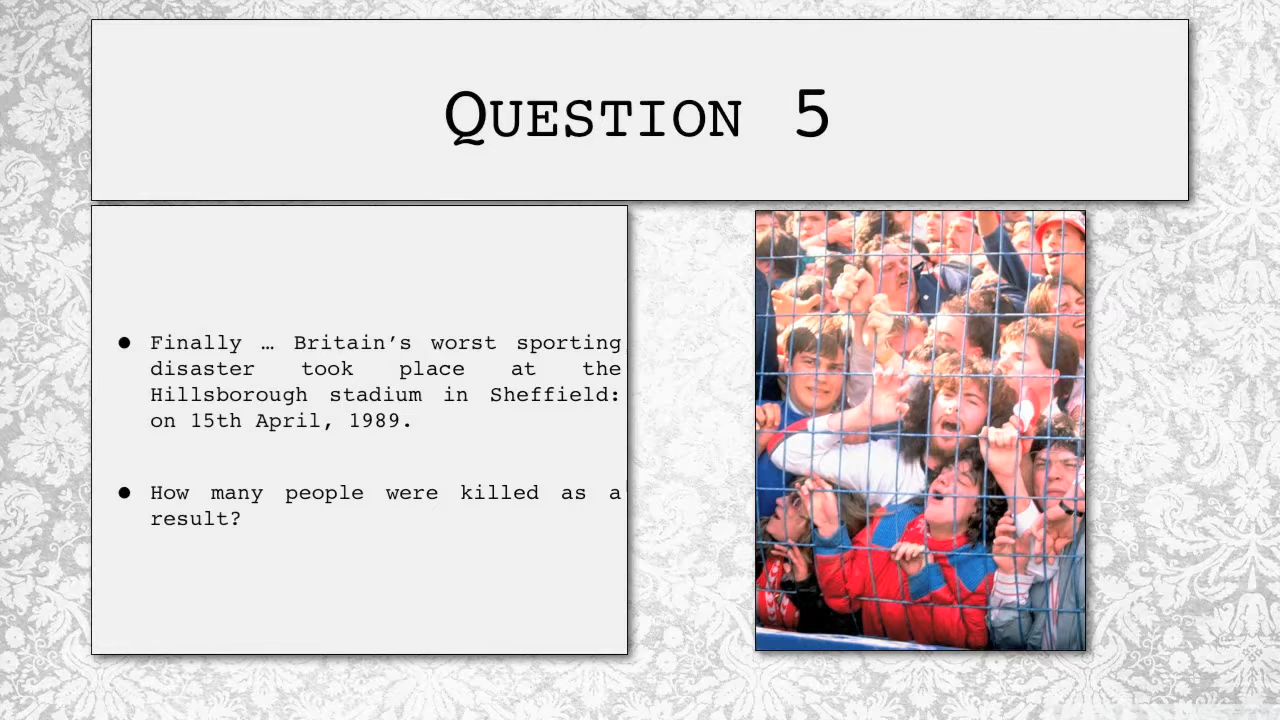 Question 5
● Finally … Britain’s worst sporting
disaster took place at the
Hillsborough stadium in Sheffield:
on 15th April, 1989.
● How many people were killed as a
result?